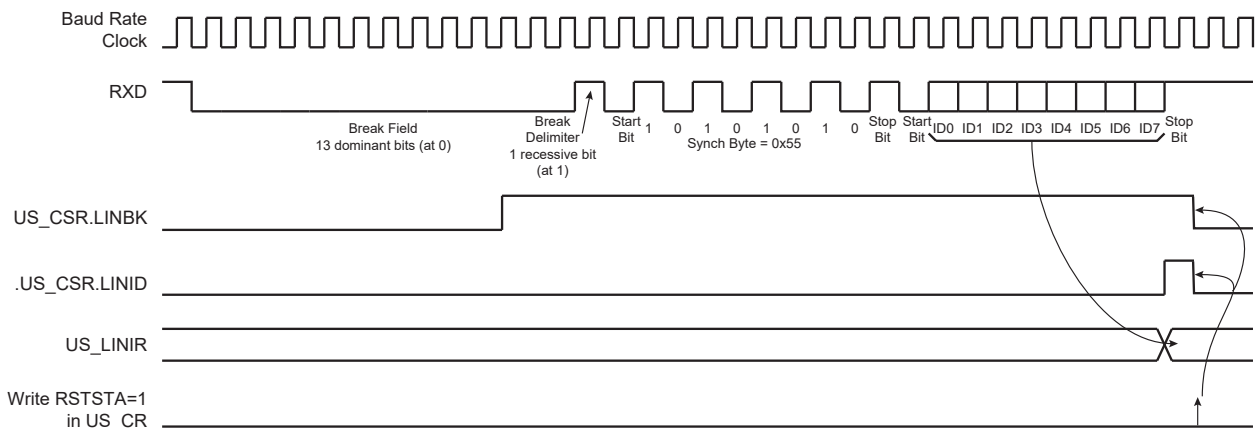 Baud Rate
Clock
RXD
Break Field
13 dominant bits (at 0)
Break
Delimiter
1 recessive bit
(at 1)
Start
Bit
1 0 1 0 1 0 1 0
Synch Byte = 0x55
Stop
Bit
Start
Bit
ID0 ID1 ID2 ID3 ID4 ID5 ID6 ID7
Stop
Bit
US_CSR.LINBK
.US_CSR.LINID
US_LINIR
Write RSTSTA=1
in US_CR